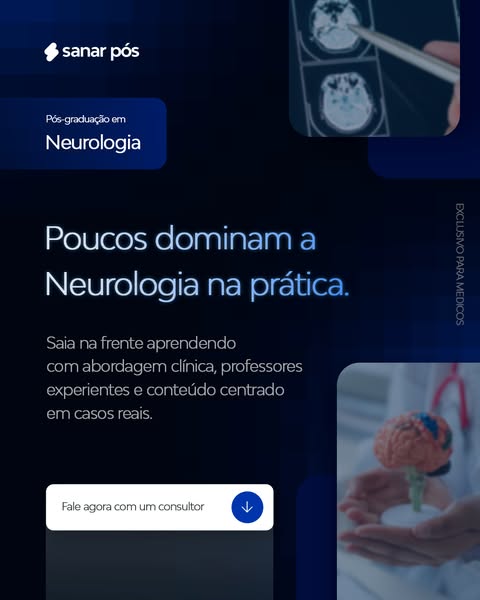 sanar pós
Pós-graduação em
Neurologia
Poucos dominam a
Neurologia na prática.
EXCLUSIVO PARA MÉDICOS
Saia na frente aprendendo
com abordagem clínica, professores
experientes e conteúdo centrado
em casos reais.
Fale agora com um consultor